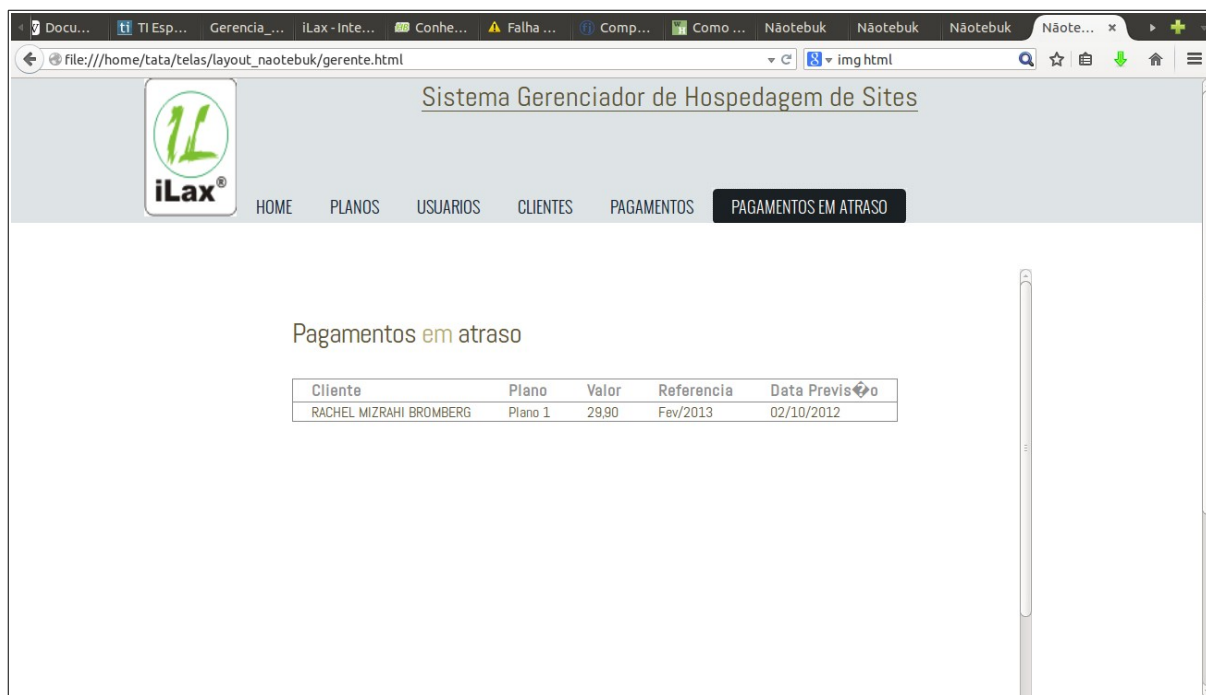 Docu... TI Esp... Gerencia_... iLax - Inte... Conhe... Falha ... Comp... Como ... Nãotebuk Nãotebuk Nãotebuk Nãote...
file:///home/tata/telas/layout_naotebuk/gerente.html img html
Sistema Gerenciador de Hospedagem de Sites
iLax®
HOME PLANOS USUARIOS CLIENTES PAGAMENTOS PAGAMENTOS EM ATRASO
Pagamentos em atraso
Cliente Plano Valor Referencia Data Previs�o
RACHEL MIZRAHI BROMBERG Plano 1 29,90 Fev/2013 02/10/2012